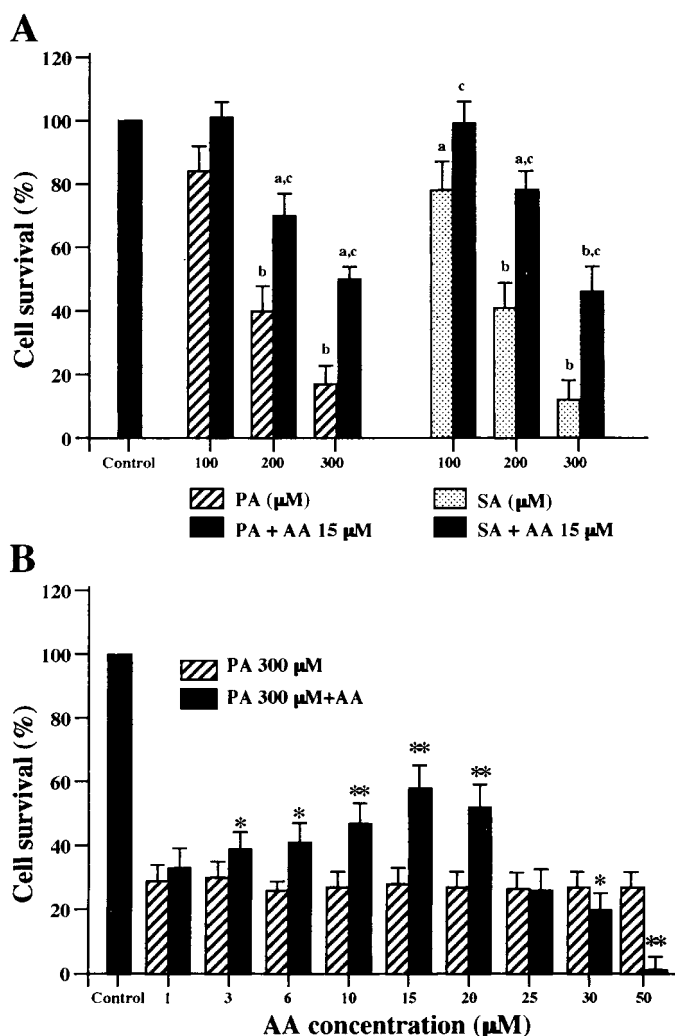 A
120
c
100
a
a,c
80
a,c
Cell survival (%)
60
a,c
b,c
b
b
40
20
b
b
0
Control
100
200
300
100
200
300
PA (μM)
SA (μM)
PA + AA 15 μM
SA + AA 15 μM
B
120
100
PA 300 μM
PA 300 μM+AA
80
Cell survival (%)
**
60
**
**
*
*
40
20
*
**
0
Control
1
3
6
10
15
20
25
30
50
AA concentration (μM)